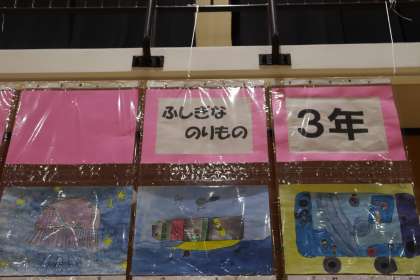 ふしぎな
のりもの
3年